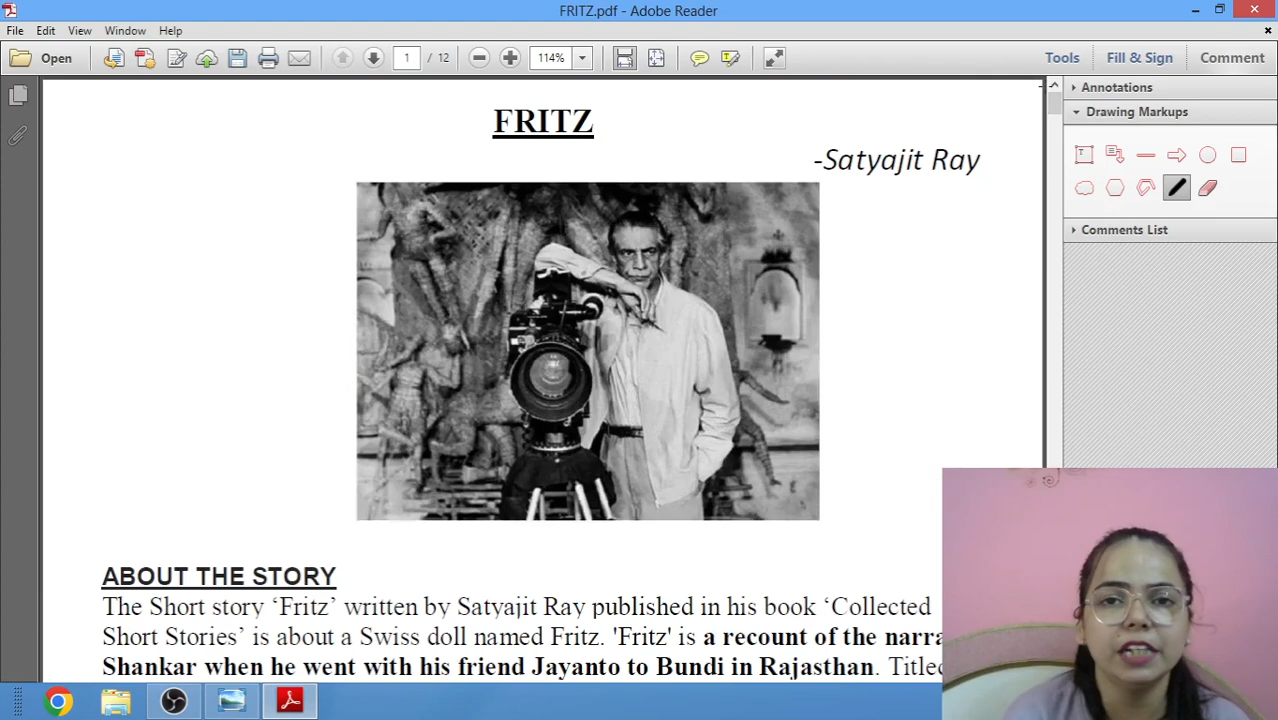 FRITZ.pdf - Adobe Reader
File Edit View Window Help
Open 1 / 12 114% Tools Fill & Sign Comment
Annotations
Drawing Markups
Comments List
FRITZ
-Satyajit Ray
ABOUT THE STORY
The Short story ‘Fritz’ written by Satyajit Ray published in his book ‘Collected
Short Stories’ is about a Swiss doll named Fritz. 'Fritz' is a recount of the
Shankar when he went with his friend Jayanto to Bundi in Rajasthan. Titled